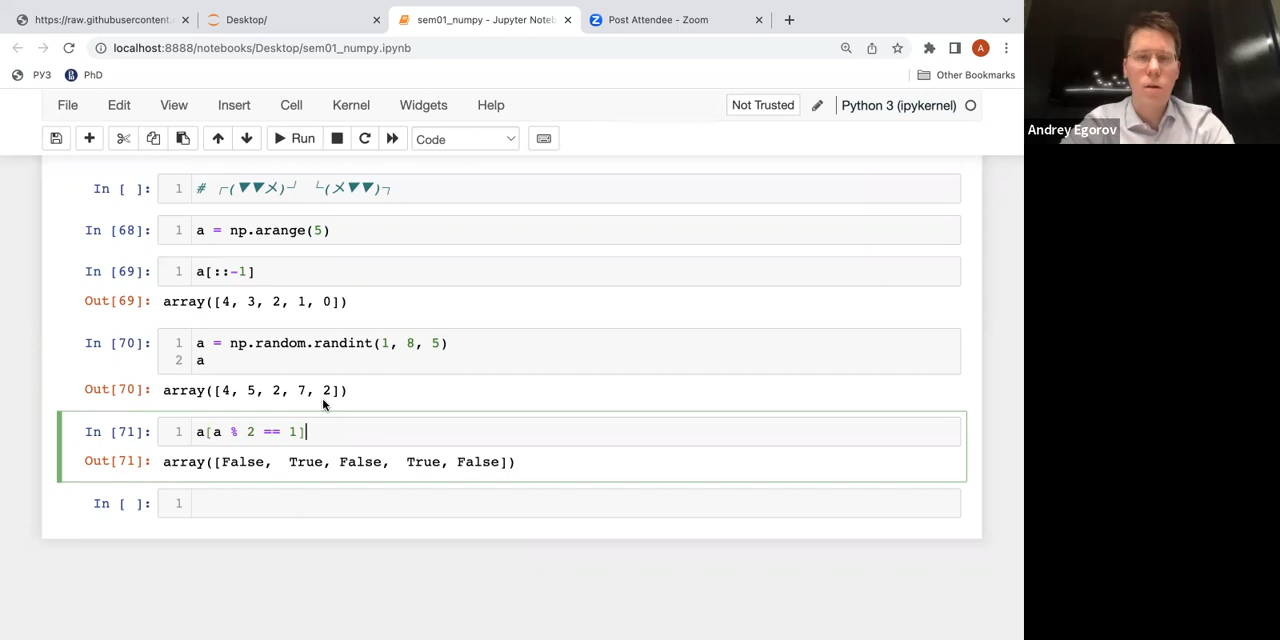 https://raw.githubusercontent.
Desktop/
sem01_numpy - Jupyter Noteb
Post Attendee - Zoom
localhost:8888/notebooks/Desktop/sem01_numpy.ipynb
A
РУЗ
PhD
Other Bookmarks
File Edit View Insert Cell Kernel Widgets Help
Not Trusted
Python 3 (ipykernel)
Run
Code
In [ ]: 1 # ┌(▼▼メ)┘ └(メ▼▼)┐
In [68]: 1 a = np.arange(5)
In [69]: 1 a[::-1]
Out[69]: array([4, 3, 2, 1, 0])
In [70]: 1 a = np.random.randint(1, 8, 5)
2 a
Out[70]: array([4, 5, 2, 7, 2])
In [71]: 1 a[a % 2 == 1]
Out[71]: array([False, True, False, True, False])
In [ ]: 1
Andrey Egorov